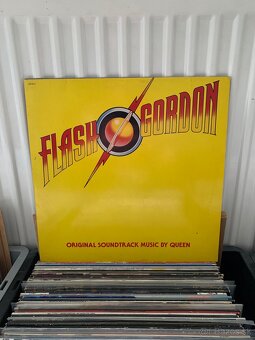 FLASH GORDON
ORIGINAL SOUNDTRACK MUSIC BY QUEEN